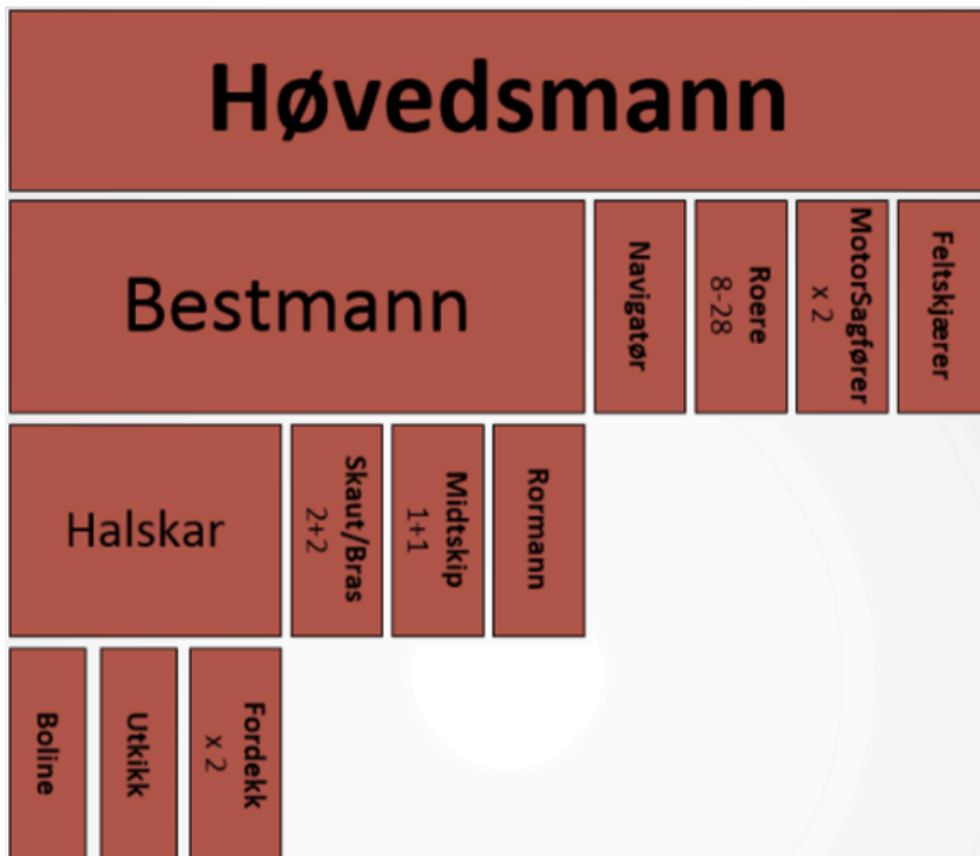 Høvedsmann
Bestmann
Navigatør
Roere
8-28
MotorSagfører
x 2
Feltskjærer
Halskar
Skaut/Bras
2+2
Midtskip
1+1
Rormann
Boline
Utkikk
Fordekk
x 2